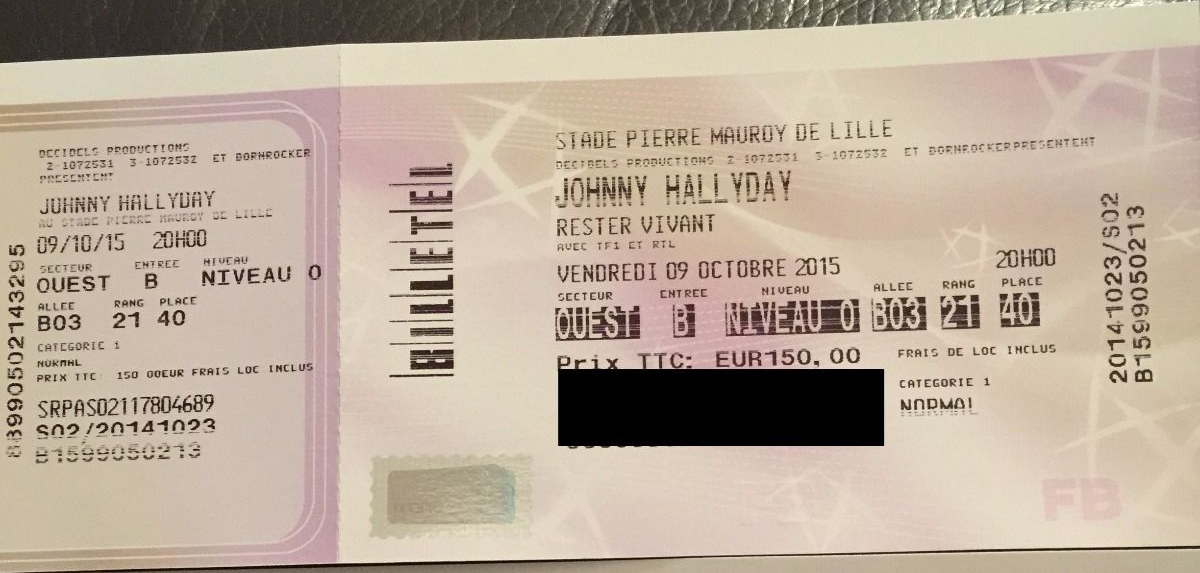 DECIBELS PRODUCTIONS
2-1072531 3-1072532 ET BORNROCKER
PRESENTENT
JOHNNY HALLYDAY
AU STADE PIERRE MAUROY DE LILLE
09/10/15 20H00
SECTEUR ENTREE NIVEAU
OUEST B NIVEAU 0
ALLEE RANG PLACE
B03 21 40
CATEGORIE 1
NORMAL
PRIX TTC: 150 00EUR FRAIS LOC INCLUS
SRPAS02117804689
S02/20141023
B1599050213
BILLETEL
STADE PIERRE MAUROY DE LILLE
DECIBELS PRODUCTIONS 2-1072531 3-1072532 ET BORNROCKERPRESENTENT
JOHNNY HALLYDAY
RESTER VIVANT
AVEC TF1 ET RTL
VENDREDI 09 OCTOBRE 2015 20H00
SECTEUR ENTREE NIVEAU ALLEE RANG PLACE
OUEST B NIVEAU 0 B03 21 40
Prix TTC: EUR150,00 FRAIS DE LOC INCLUS
CATEGORIE 1
NORMAL
20141023/S02
B1599050213
FB